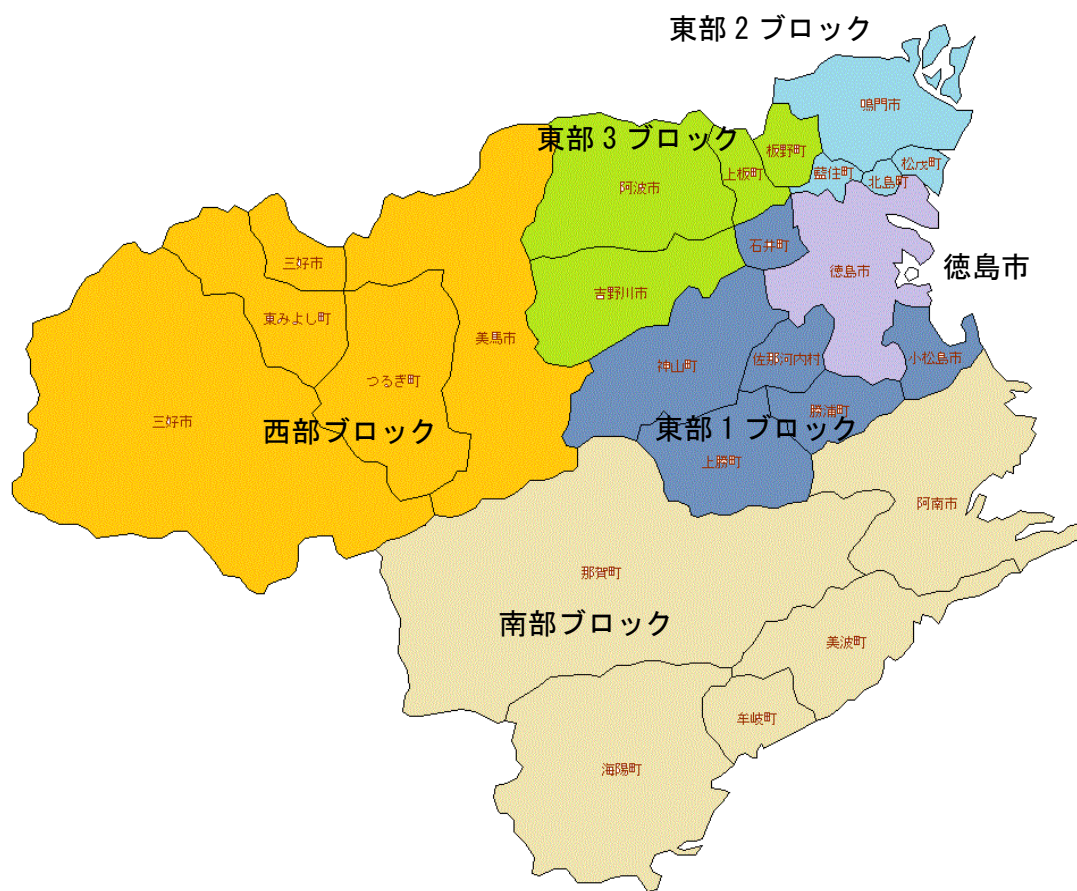 東部２ブロック
鳴門市
東部３ブロック
板野町
松茂町
上板町
藍住町
北島町
阿波市
石井町
三好市
徳島市
徳島市
吉野川市
東みよし町
美馬市
小松島市
佐那河内村
神山町
つるぎ町
勝浦町
三好市
西部ブロック
東部１ブロック
上勝町
阿南市
那賀町
南部ブロック
美波町
牟岐町
海陽町